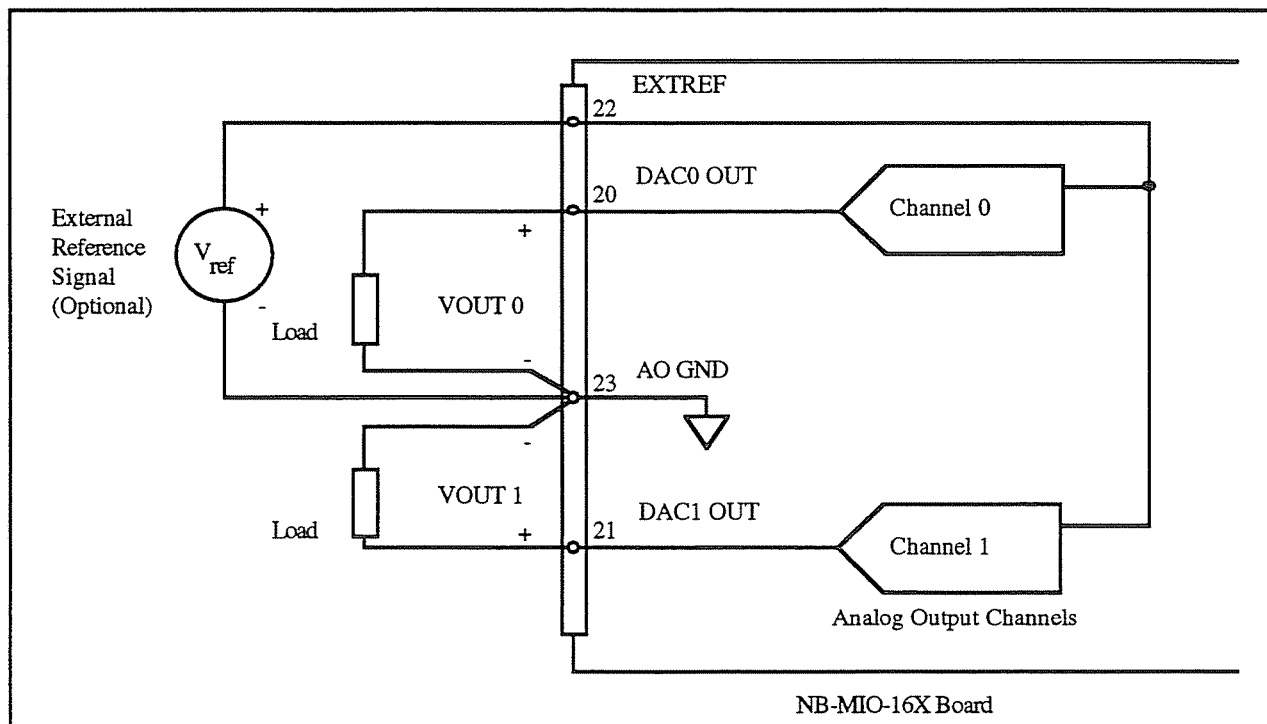 EXTREF
22
DAC0 OUT
20
External
Reference
Signal
(Optional)
+
V ref
-
+
Channel 0
VOUT 0
Load
-
23
AO GND
-
VOUT 1
Load
+
21
DAC1 OUT
Channel 1
Analog Output Channels
NB-MIO-16X Board